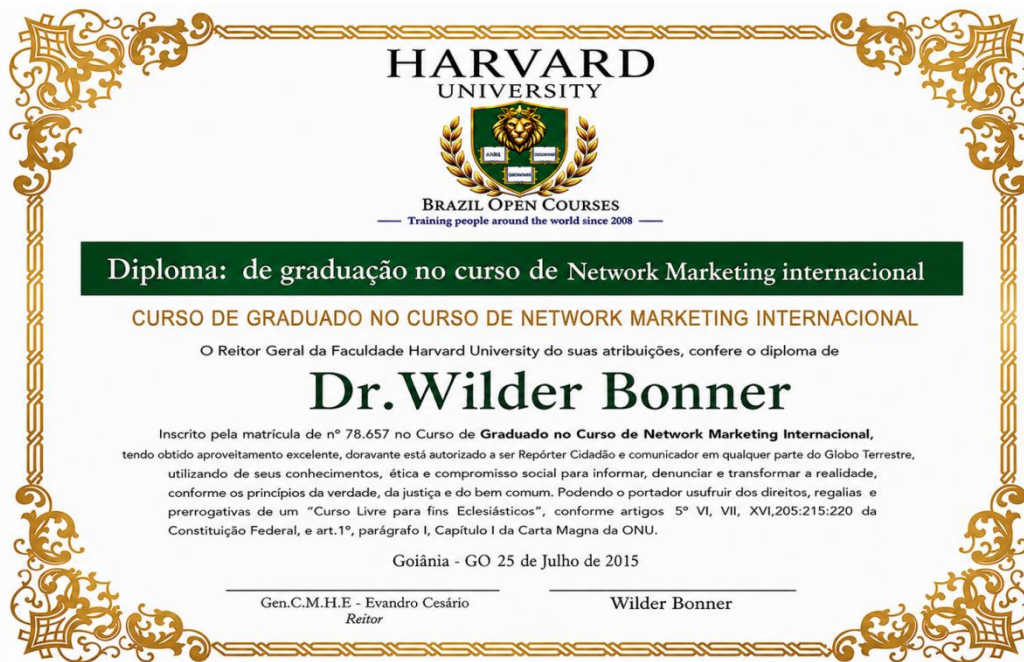 HARVARD
UNIVERSITY
BRAZIL OPEN COURSES
Training people around the world since 2008
Diploma: de graduação no curso de Network Marketing internacional
CURSO DE GRADUADO NO CURSO DE NETWORK MARKETING INTERNACIONAL
O Reitor Geral da Faculdade Harvard University do suas atribuições, confere o diploma de
Dr.Wilder Bonner
Inscrito pela matrícula de nº 78.657 no Curso de Graduado no Curso de Network Marketing Internacional,
tendo obtido aproveitamento excelente, doravante está autorizado a ser Repórter Cidadão e comunicador em qualquer parte do Globo Terrestre,
utilizando de seus conhecimentos, ética e compromisso social para informar, denunciar e transformar a realidade,
conforme os princípios da verdade, da justiça e do bem comum. Podendo o portador usufruir dos direitos, regalias e
prerrogativas de um “Curso Livre para fins Eclesiásticos”, conforme artigos 5º VI, VII, XVI,205:215:220 da
Constituição Federal, e art.1º, parágrafo I, Capítulo I da Carta Magna da ONU.
Goiânia - GO 25 de Julho de 2015
Gen.C.M.H.E - Evandro Cesário
Reitor
Wilder Bonner